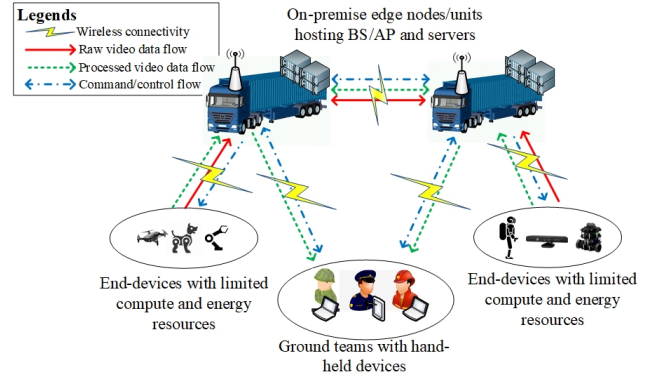 Legends
Wireless connectivity
Raw video data flow
Processed video data flow
Command/control flow
On-premise edge nodes/units
hosting BS/AP and servers
End-devices with limited
compute and energy
resources
End-devices with limited
compute and energy
resources
Ground teams with hand-
held devices